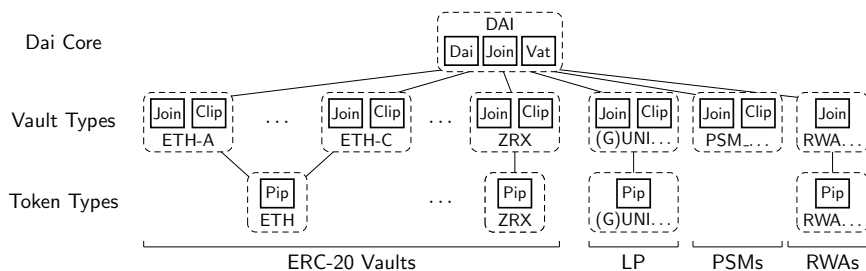 DAI
Dai Core
Dai Join Vat
Join Clip ... Join Clip ... Join Clip Join Clip Join Clip Join
Vault Types
ETH-A ETH-C ZRX (G)UNI... PSM_... RWA...
Pip ... Pip Pip Pip
Token Types
ETH ZRX (G)UNI... RWA...
ERC-20 Vaults LP PSMs RWAs